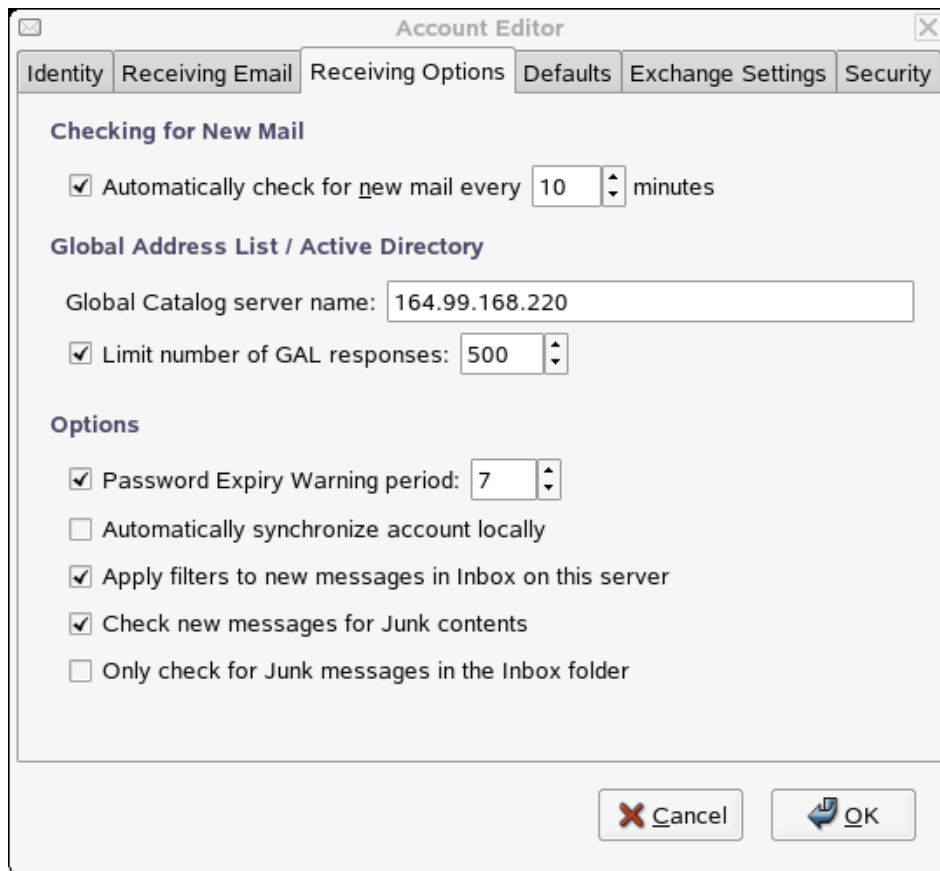 Account Editor
Identity Receiving Email Receiving Options Defaults Exchange Settings Security
Checking for New Mail
Automatically check for new mail every 10 minutes
Global Address List / Active Directory
Global Catalog server name: 164.99.168.220
Limit number of GAL responses: 500
Options
Password Expiry Warning period: 7
Automatically synchronize account locally
Apply filters to new messages in Inbox on this server
Check new messages for Junk contents
Only check for Junk messages in the Inbox folder
Cancel OK